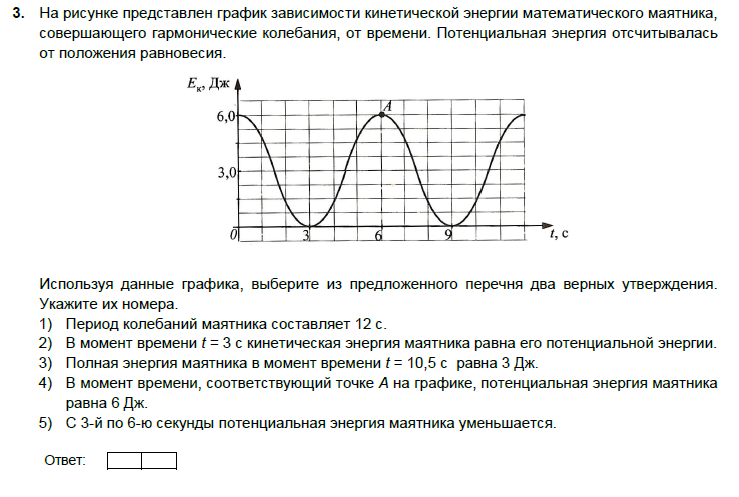 3. На рисунке представлен график зависимости кинетической энергии математического маятника,
совершающего гармонические колебания, от времени. Потенциальная энергия отсчитывалась
от положения равновесия.
Eк, Дж
A
6,0
3,0
0 3 6 9 t, с
Используя данные графика, выберите из предложенного перечня два верных утверждения.
Укажите их номера.
1) Период колебаний маятника составляет 12 с.
2) В момент времени t = 3 с кинетическая энергия маятника равна его потенциальной энергии.
3) Полная энергия маятника в момент времени t = 10,5 с равна 3 Дж.
4) В момент времени, соответствующий точке А на графике, потенциальная энергия маятника
равна 6 Дж.
5) С 3-й по 6-ю секунды потенциальная энергия маятника уменьшается.
Ответ: